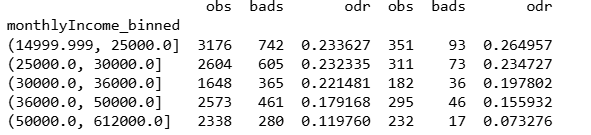 obs bads odr obs bads odr
monthlyIncome_binned
(14999.999, 25000.0] 3176 742 0.233627 351 93 0.264957
(25000.0, 30000.0] 2604 605 0.232335 311 73 0.234727
(30000.0, 36000.0] 1648 365 0.221481 182 36 0.197802
(36000.0, 50000.0] 2573 461 0.179168 295 46 0.155932
(50000.0, 612000.0] 2338 280 0.119760 232 17 0.073276